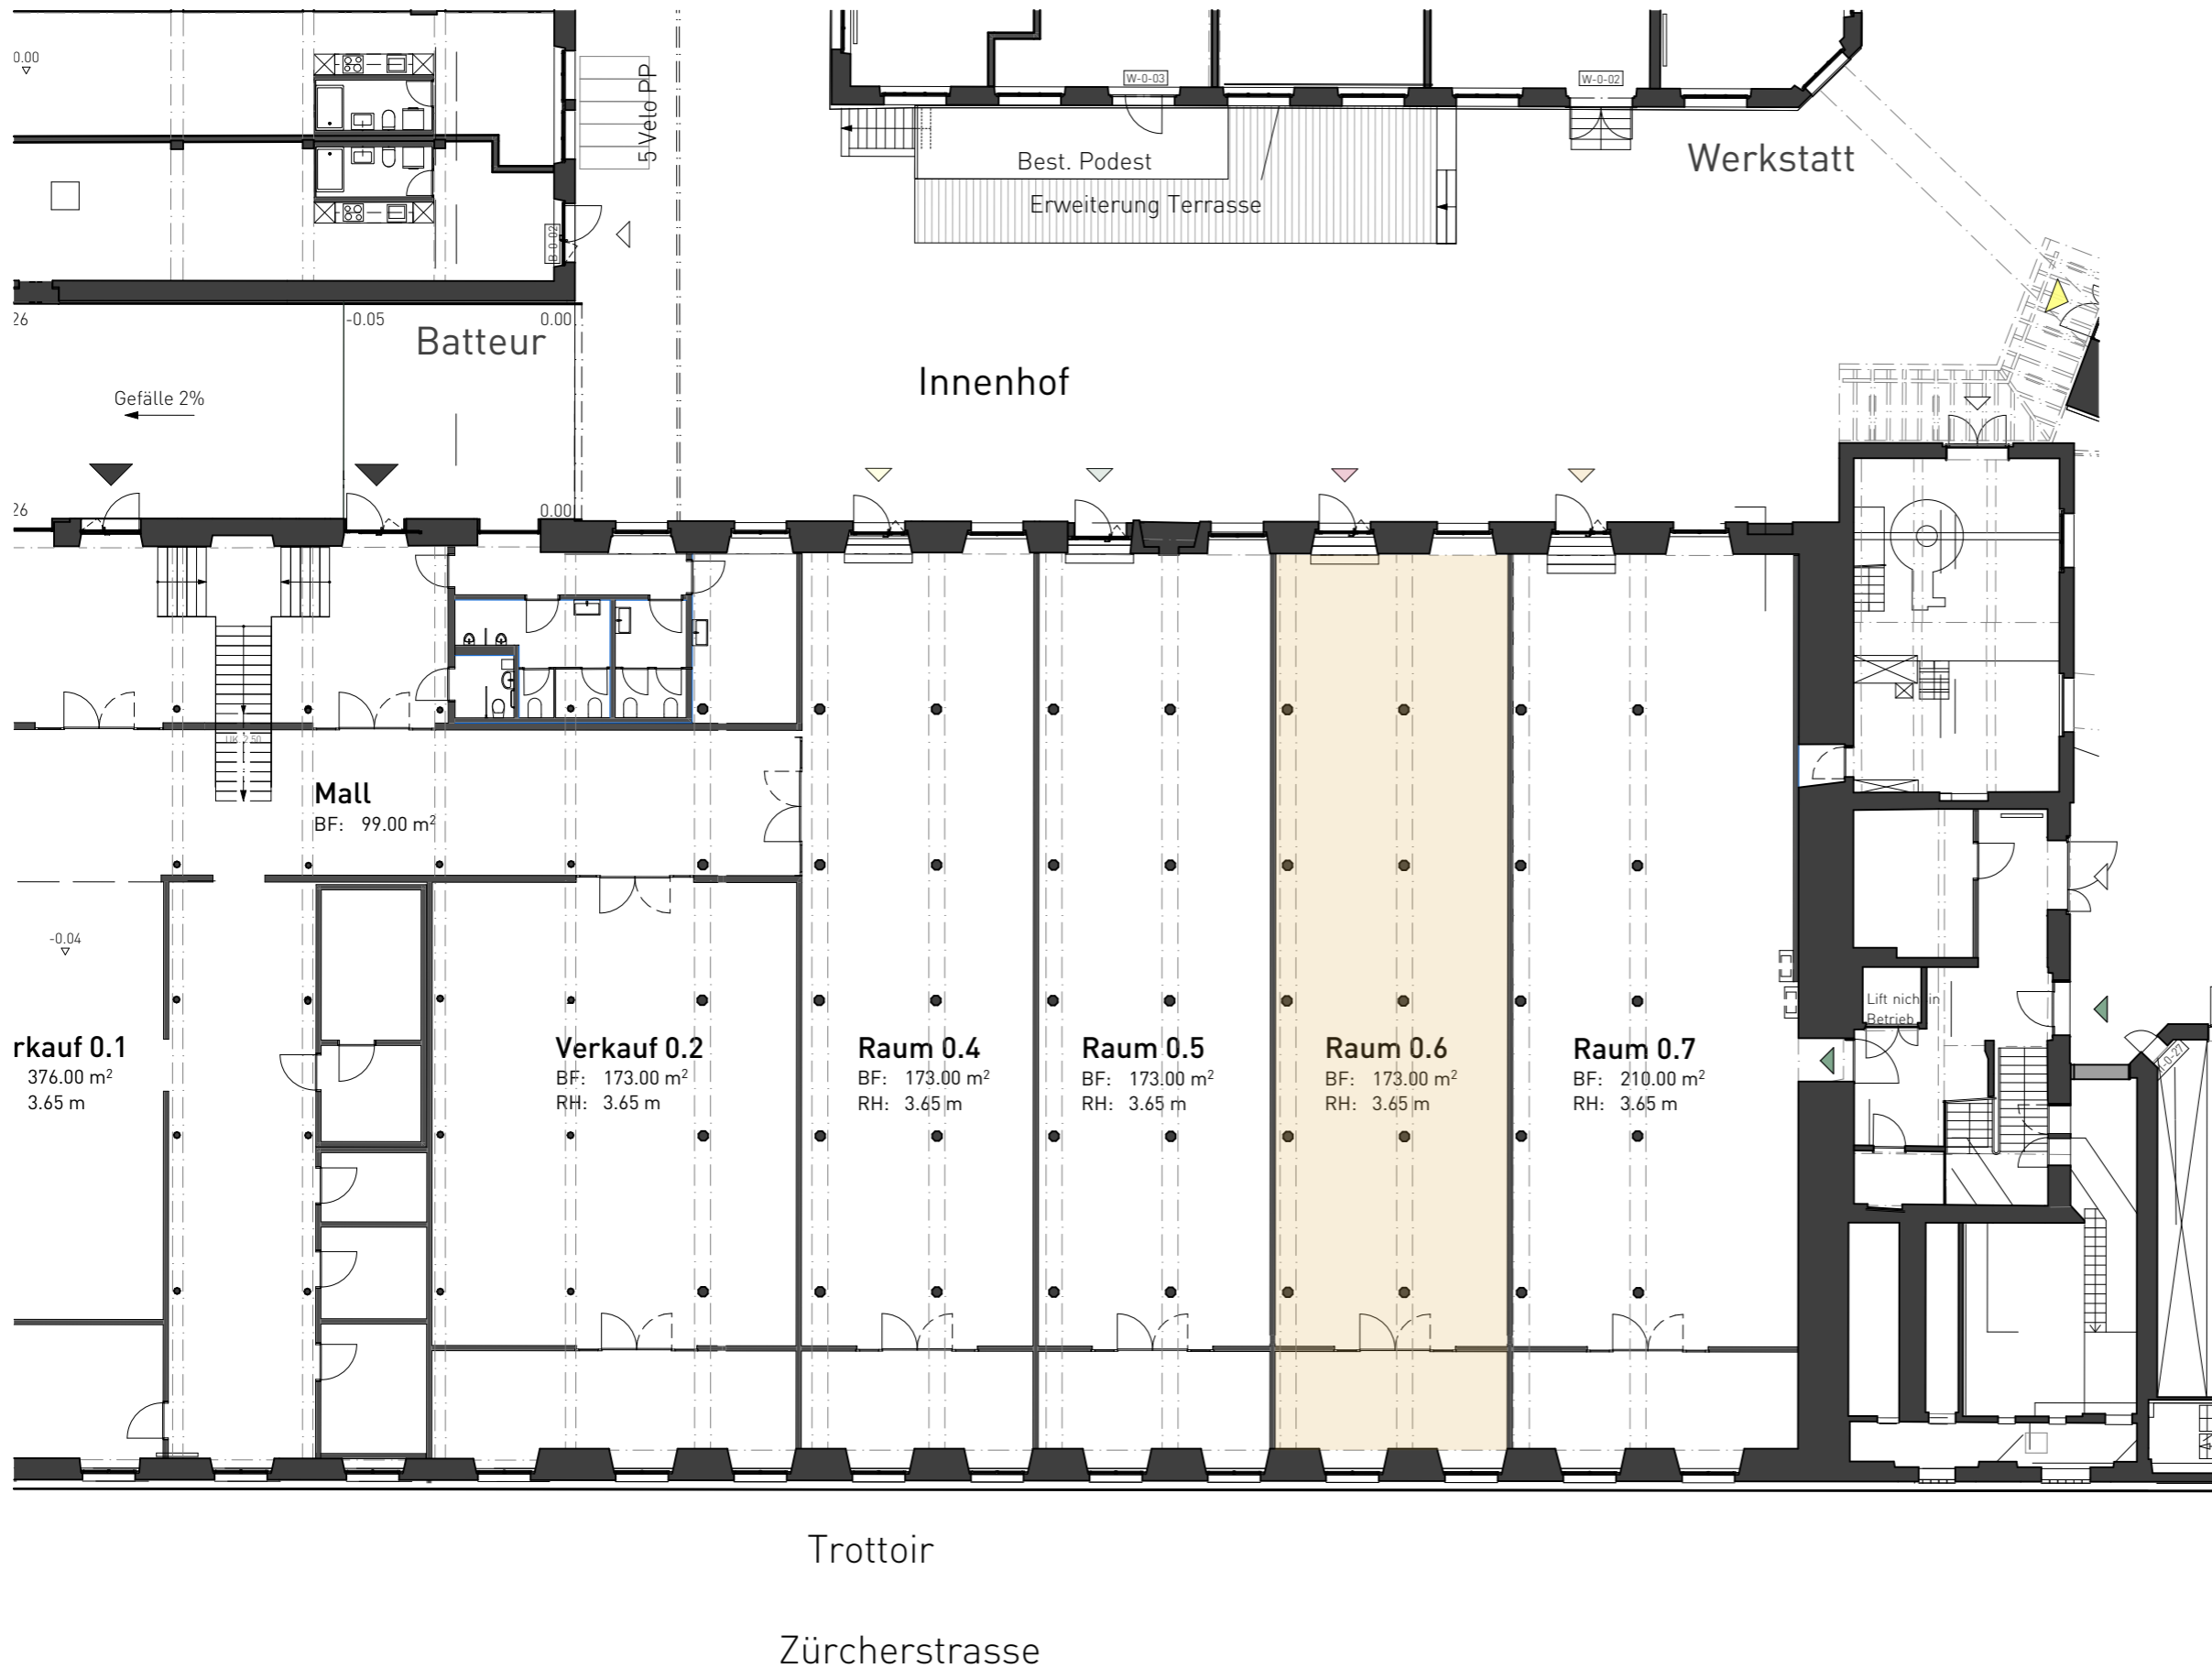 0.00
5 Velo PP
W-0-03
W-0-02
Best. Podest
Erweiterung Terrasse
Werkstatt
B-0-02
26
-0.05
0.00
Batteur
Innenhof
Gefälle 2%
26
0.00
UK 2.50
Mall
BF: 99.00 m²
-0.04
Lift nicht in
Betrieb
rkauf 0.1
376.00 m²
3.65 m
Verkauf 0.2
BF: 173.00 m²
RH: 3.65 m
Raum 0.4
BF: 173.00 m²
RH: 3.65 m
Raum 0.5
BF: 173.00 m²
RH: 3.65 m
Raum 0.6
BF: 173.00 m²
RH: 3.65 m
Raum 0.7
BF: 210.00 m²
RH: 3.65 m
Trottoir
Zürcherstrasse